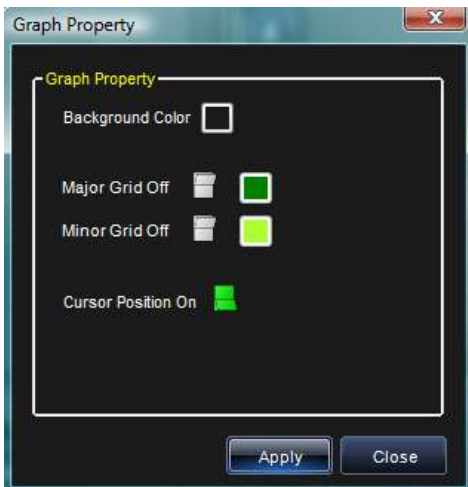 Graph Property
Graph Property
Background Color
Major Grid Off
Minor Grid Off
Cursor Position On
Apply Close